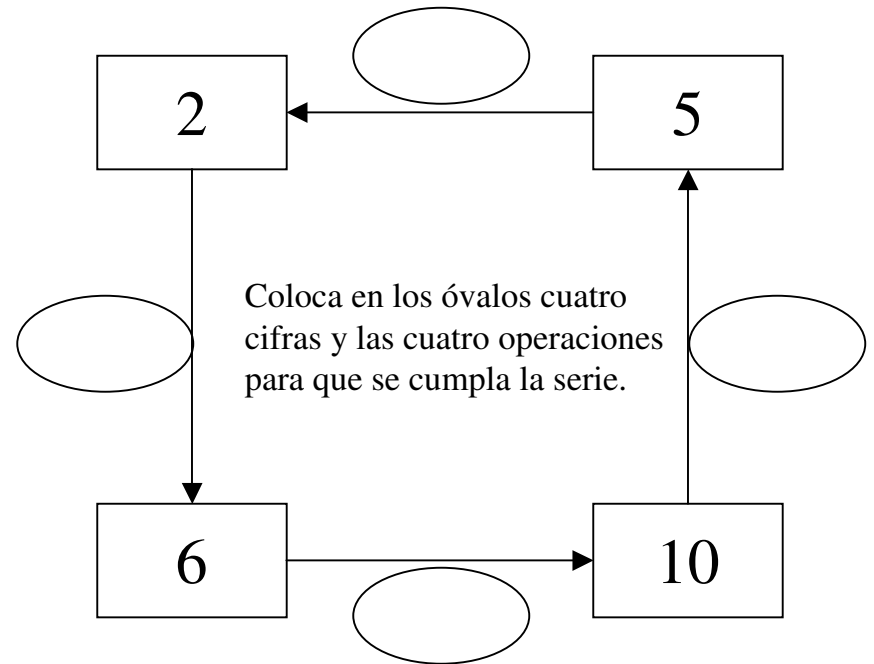 2
5
Coloca en los óvalos cuatro
cifras y las cuatro operaciones
para que se cumpla la serie.
6
10